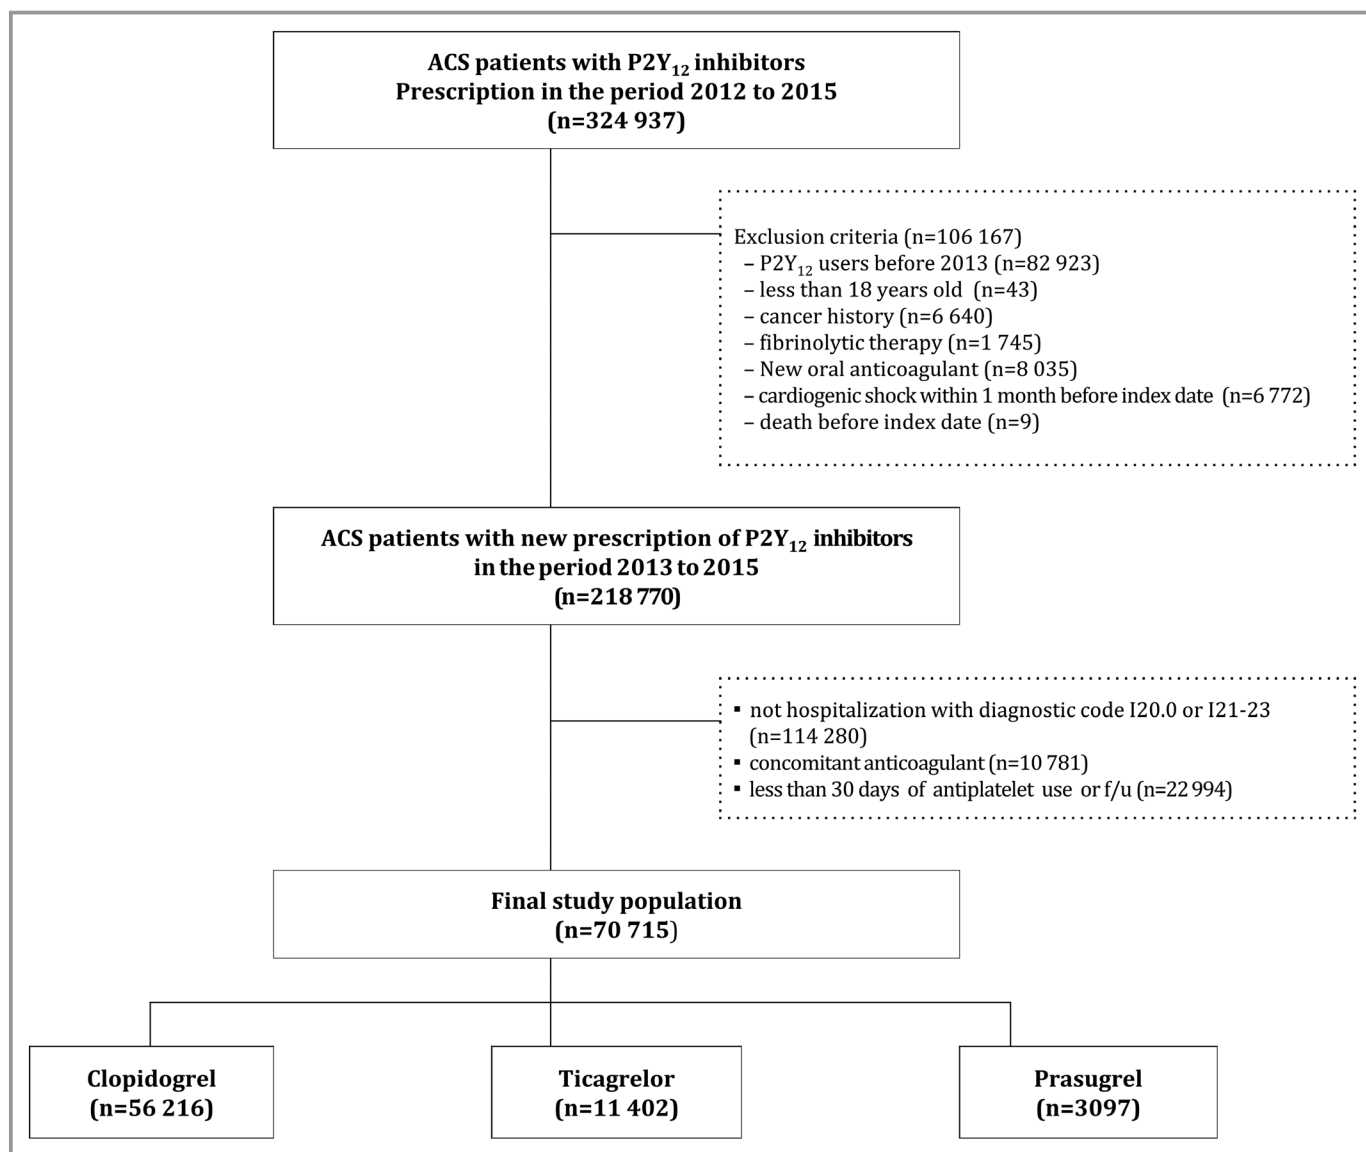 ACS patients with P2Y₁₂ inhibitors
Prescription in the period 2012 to 2015
(n=324 937)
Exclusion criteria (n=106 167)
– P2Y₁₂ users before 2013 (n=82 923)
– less than 18 years old (n=43)
– cancer history (n=6 640)
– fibrinolytic therapy (n=1 745)
– New oral anticoagulant (n=8 035)
– cardiogenic shock within 1 month before index date (n=6 772)
– death before index date (n=9)
ACS patients with new prescription of P2Y₁₂ inhibitors
in the period 2013 to 2015
(n=218 770)
▪ not hospitalization with diagnostic code I20.0 or I21-23
(n=114 280)
▪ concomitant anticoagulant (n=10 781)
▪ less than 30 days of antiplatelet use or f/u (n=22 994)
Final study population
(n=70 715)
Clopidogrel
(n=56 216)
Ticagrelor
(n=11 402)
Prasugrel
(n=3097)